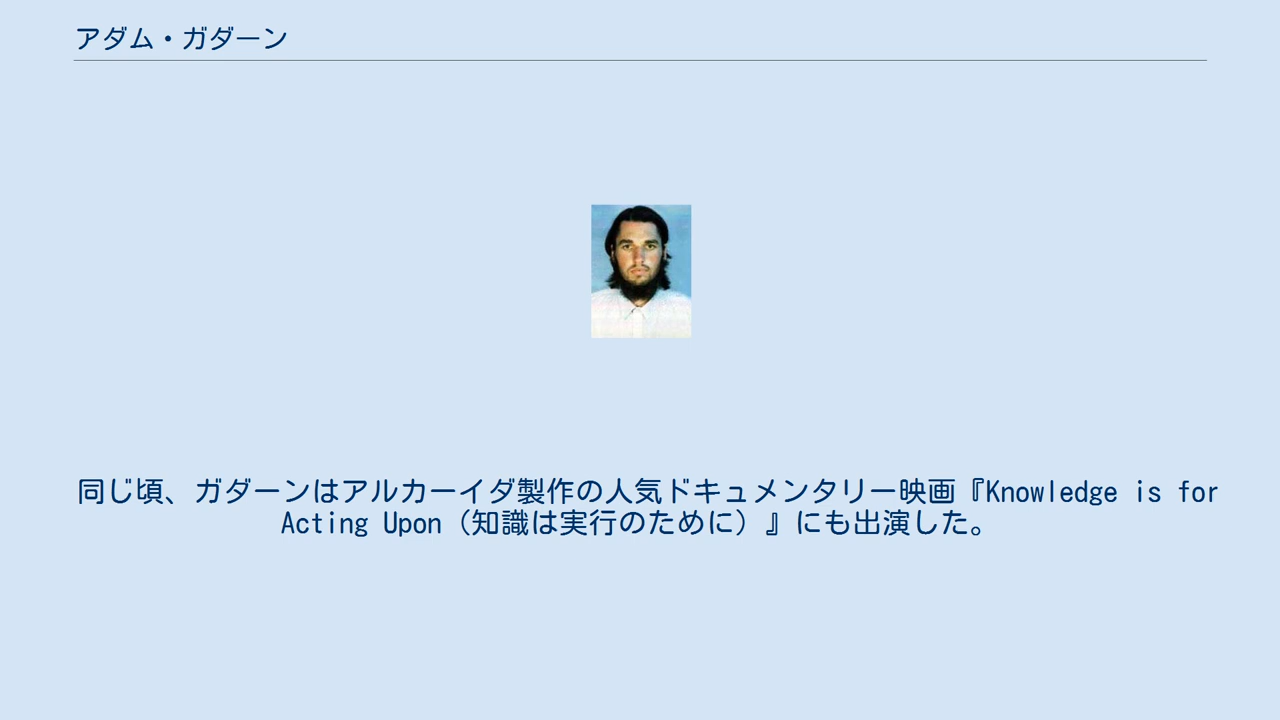 アダム・ガダーン
同じ頃、ガダーンはアルカーイダ製作の人気ドキュメンタリー映画『Knowledge is for
Acting Upon（知識は実行のために）』にも出演した。